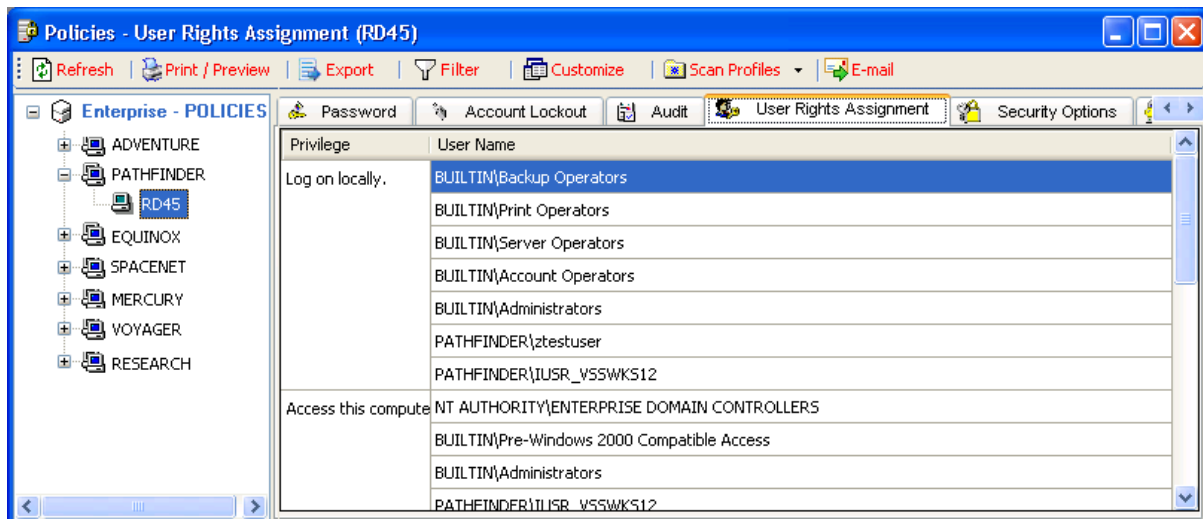 Policies - User Rights Assignment (RD45)
Refresh Print / Preview Export Filter Customize Scan Profiles E-mail
Enterprise - POLICIES
ADVENTURE
PATHFINDER
RD45
EQUINOX
SPACENET
MERCURY
VOYAGER
RESEARCH
Password Account Lockout Audit User Rights Assignment Security Options
Privilege User Name
Log on locally. BUILTIN\Backup Operators
BUILTIN\Print Operators
BUILTIN\Server Operators
BUILTIN\Account Operators
BUILTIN\Administrators
PATHFINDER\ztestuser
PATHFINDER\IUSR_VSSWKS12
Access this compute NT AUTHORITY\ENTERPRISE DOMAIN CONTROLLERS
BUILTIN\Pre-Windows 2000 Compatible Access
BUILTIN\Administrators
PATHFINDER\IUSR_VSSWKS12